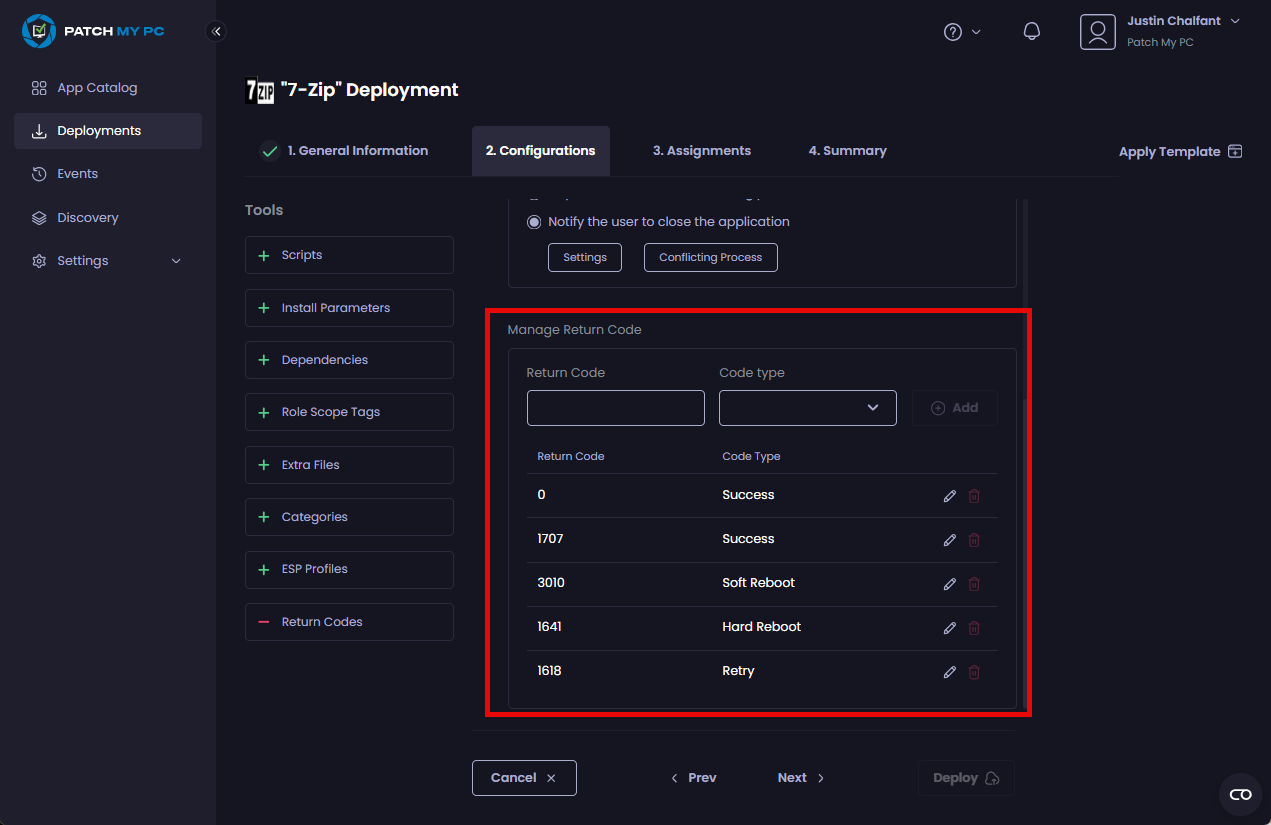 PATCH MY PC
Justin Chalfant
Patch My PC
App Catalog
Deployments
Events
Discovery
Settings
7ZIP "7-Zip" Deployment
1. General Information
2. Configurations
3. Assignments
4. Summary
Apply Template
Tools
Scripts
Install Parameters
Dependencies
Role Scope Tags
Extra Files
Categories
ESP Profiles
Return Codes
Notify the user to close the application
Settings
Conflicting Process
Manage Return Code
Return Code
Code type
Add
Return Code Code Type
0 Success
1707 Success
3010 Soft Reboot
1641 Hard Reboot
1618 Retry
Cancel
Prev
Next
Deploy